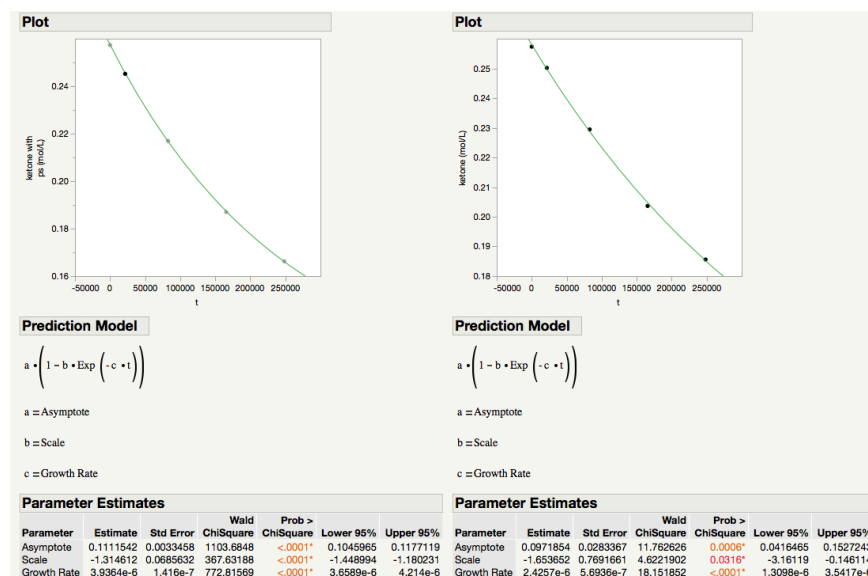 Plot
0.24
0.22
0.20
0.18
0.16
ketone with
ps (mol/L)
-50000 0 50000 100000 150000 200000 250000
t
Prediction Model
a • ( 1 - b • Exp ( -c • t ) )
a = Asymptote
b = Scale
c = Growth Rate
Parameter Estimates
Wald Prob >
Parameter Estimate Std Error ChiSquare ChiSquare Lower 95% Upper 95%
Asymptote 0.1111542 0.0033458 1103.6848 <.0001* 0.1045965 0.1177119
Scale -1.314612 0.0685632 367.63188 <.0001* -1.448994 -1.180231
Growth Rate 3.9364e-6 1.416e-7 772.81569 <.0001* 3.6589e-6 4.214e-6
Plot
0.25
0.24
0.23
0.22
0.21
0.20
0.19
0.18
ketone (mol/L)
-50000 0 50000 100000 150000 200000 250000
t
Prediction Model
a • ( 1 - b • Exp ( -c • t ) )
a = Asymptote
b = Scale
c = Growth Rate
Parameter Estimates
Wald Prob >
Parameter Estimate Std Error ChiSquare ChiSquare Lower 95% Upper 95%
Asymptote 0.0971854 0.0283367 11.762626 0.0006* 0.0416465 0.1527243
Scale -1.653652 0.7691661 4.6221902 0.0316* -3.16119 -0.146114
Growth Rate 2.4257e-6 5.6936e-7 18.151852 <.0001* 1.3098e-6 3.5417e-6